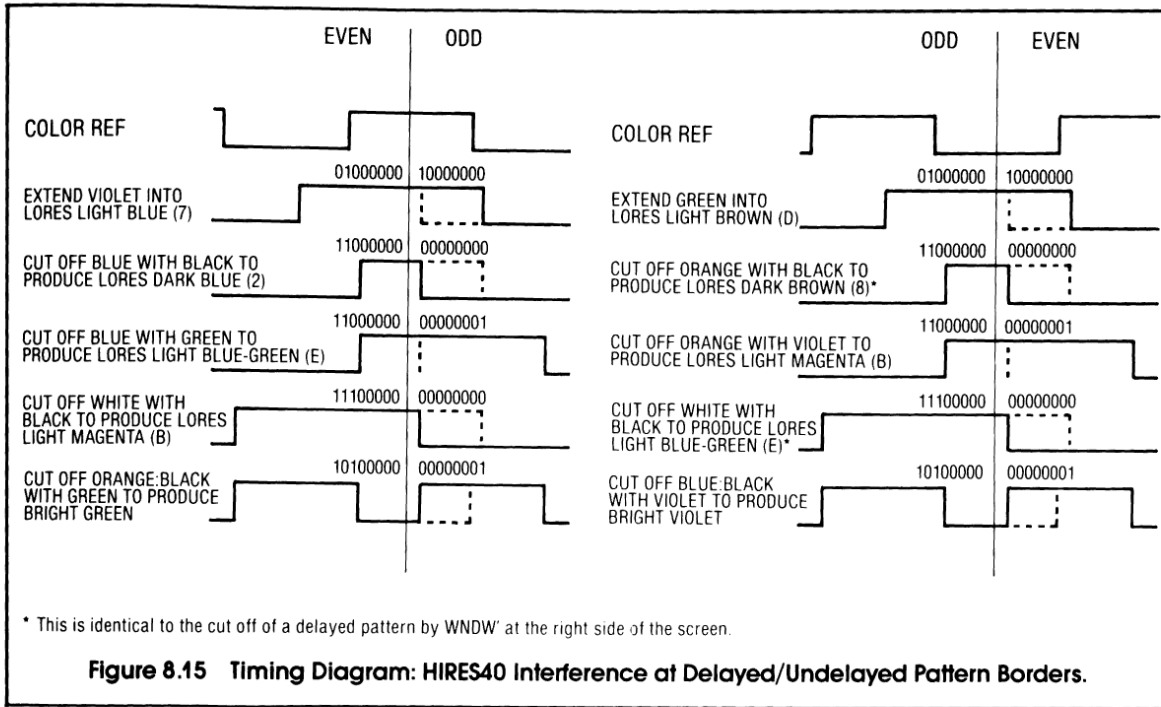 EVEN ODD
COLOR REF
01000000 10000000
EXTEND VIOLET INTO
LORES LIGHT BLUE (7)
11000000 00000000
CUT OFF BLUE WITH BLACK TO
PRODUCE LORES DARK BLUE (2)
11000000 00000001
CUT OFF BLUE WITH GREEN TO
PRODUCE LORES LIGHT BLUE-GREEN (E)
11100000 00000000
CUT OFF WHITE WITH
BLACK TO PRODUCE LORES
LIGHT MAGENTA (B)
10100000 00000001
CUT OFF ORANGE:BLACK
WITH GREEN TO PRODUCE
BRIGHT GREEN
ODD EVEN
COLOR REF
01000000 10000000
EXTEND GREEN INTO
LORES LIGHT BROWN (D)
11000000 00000000
CUT OFF ORANGE WITH BLACK TO
PRODUCE LORES DARK BROWN (8)*
11000000 00000001
CUT OFF ORANGE WITH VIOLET TO
PRODUCE LORES LIGHT MAGENTA (B)
11100000 00000000
CUT OFF WHITE WITH
BLACK TO PRODUCE LORES
LIGHT BLUE-GREEN (E)*
10100000 00000001
CUT OFF BLUE:BLACK
WITH VIOLET TO PRODUCE
BRIGHT VIOLET
* This is identical to the cut off of a delayed pattern by WNDW' at the right side of the screen.
Figure 8.15 Timing Diagram: HIRES40 Interference at Delayed/Undelayed Pattern Borders.